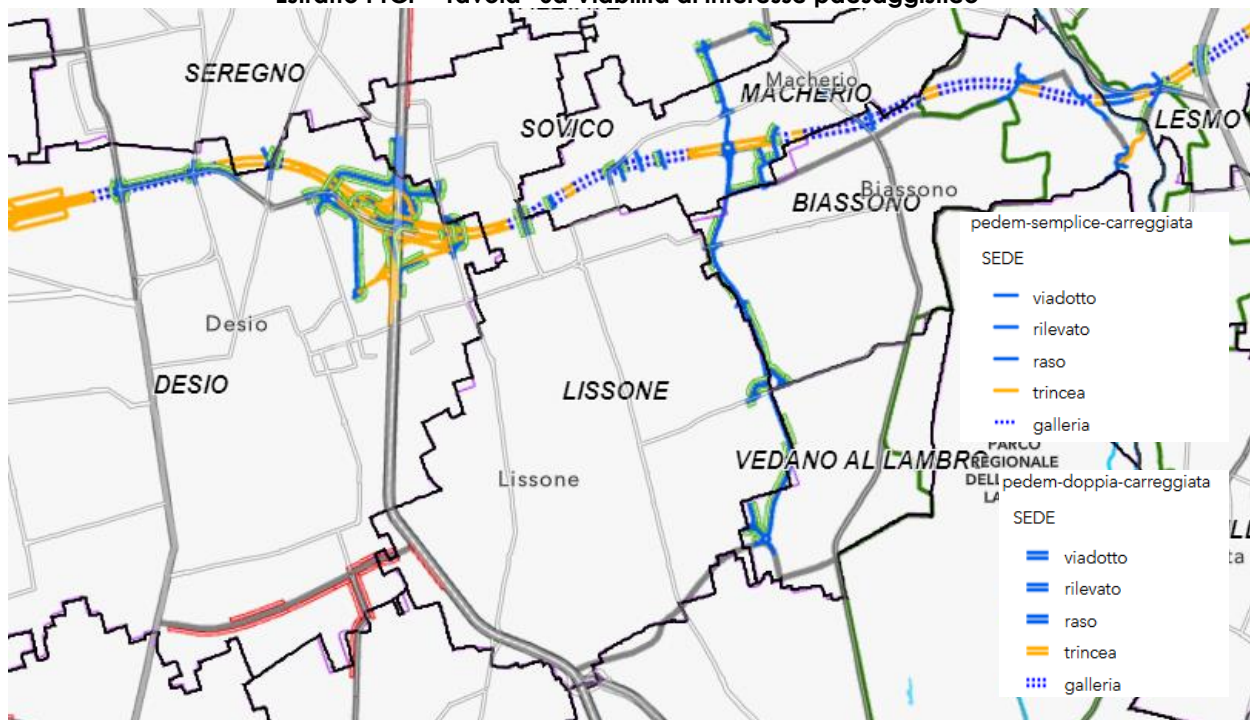 SEREGNO
Macherio
MACHERIO
SOVICO
LESMO
Biassono
BIASSONO
pedem-semplice-carreggiata
SEDE
viadotto
rilevato
raso
trincea
galleria
Desio
DESIO
LISSONE
Lissone
VEDANO AL LAMBRO
PARCO
REGIONALE
pedem-doppia-carreggiata
SEDE
viadotto
rilevato
raso
trincea
galleria